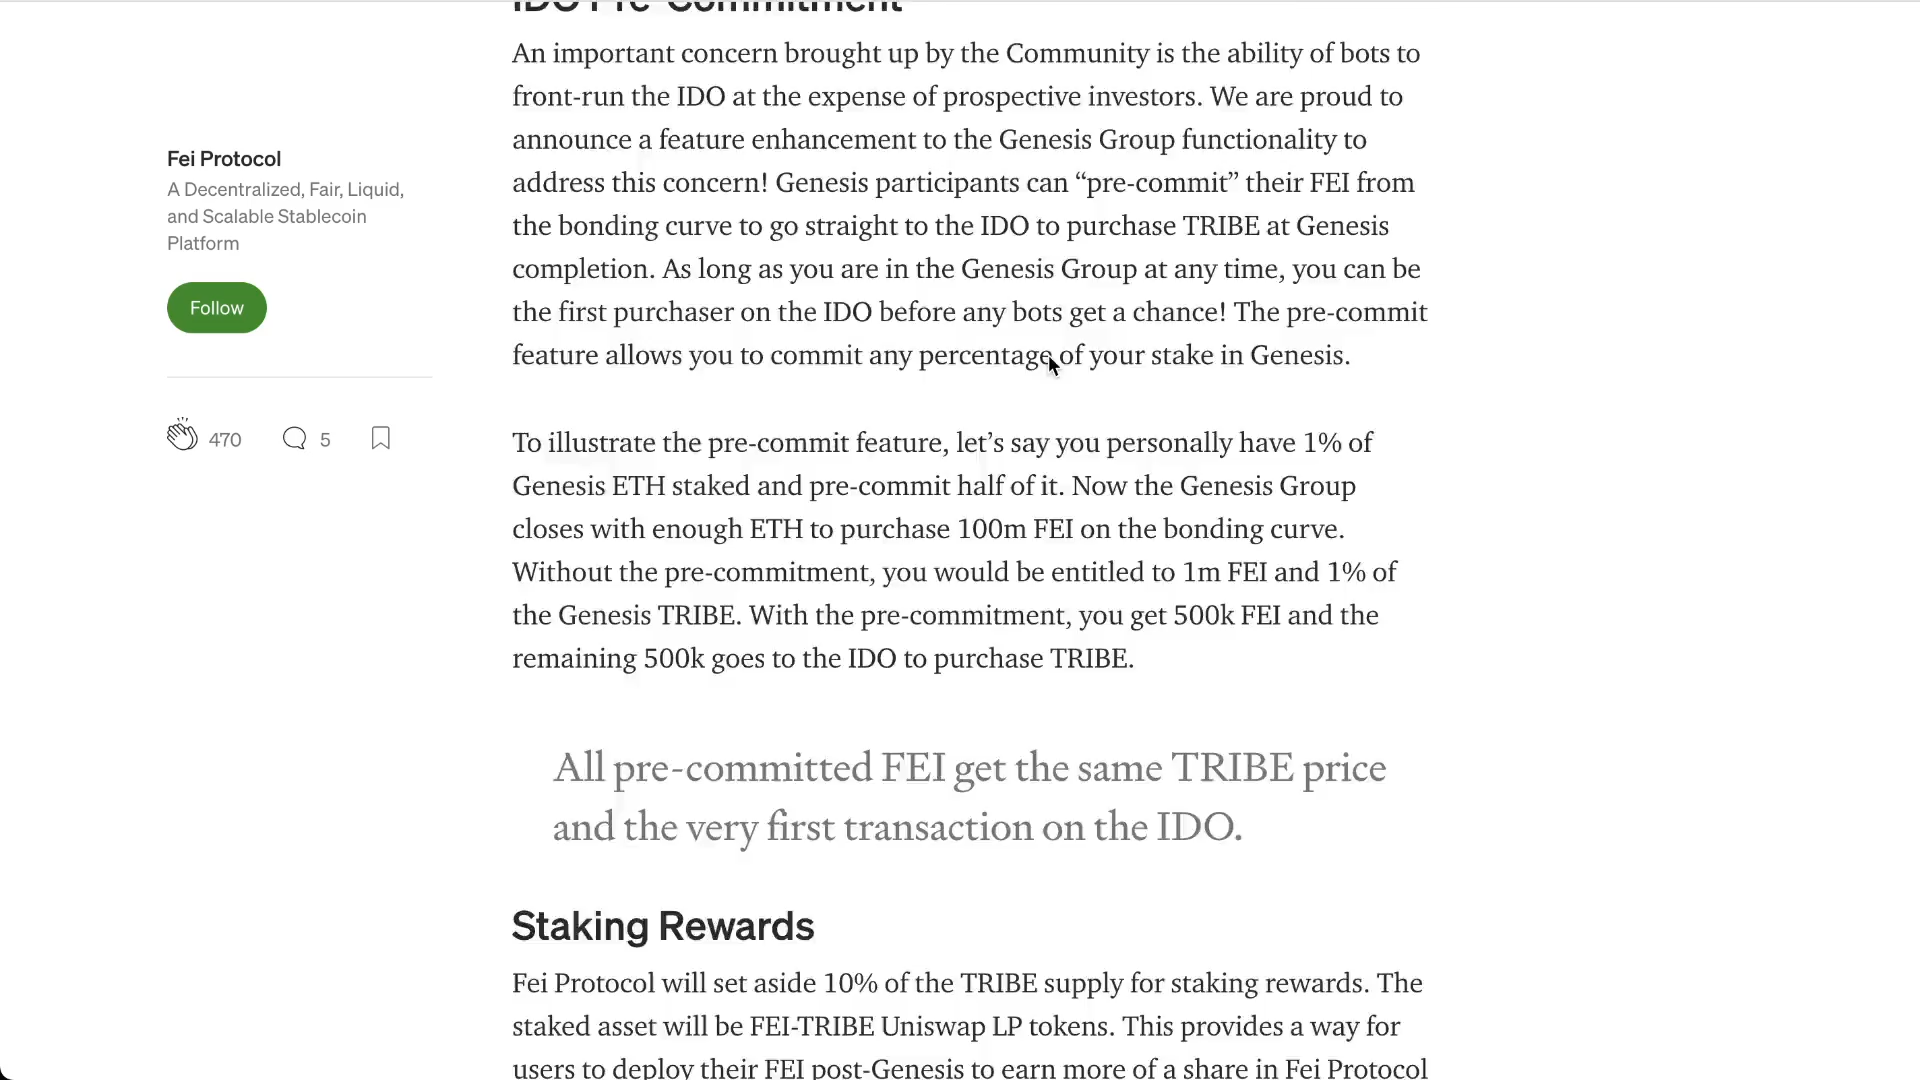 IDO Pre-Commitment
An important concern brought up by the Community is the ability of bots to
front-run the IDO at the expense of prospective investors. We are proud to
announce a feature enhancement to the Genesis Group functionality to
address this concern! Genesis participants can “pre-commit” their FEI from
the bonding curve to go straight to the IDO to purchase TRIBE at Genesis
completion. As long as you are in the Genesis Group at any time, you can be
the first purchaser on the IDO before any bots get a chance! The pre-commit
feature allows you to commit any percentage of your stake in Genesis.
Fei Protocol
A Decentralized, Fair, Liquid,
and Scalable Stablecoin
Platform
Follow
470 5
To illustrate the pre-commit feature, let’s say you personally have 1% of
Genesis ETH staked and pre-commit half of it. Now the Genesis Group
closes with enough ETH to purchase 100m FEI on the bonding curve.
Without the pre-commitment, you would be entitled to 1m FEI and 1% of
the Genesis TRIBE. With the pre-commitment, you get 500k FEI and the
remaining 500k goes to the IDO to purchase TRIBE.
All pre-committed FEI get the same TRIBE price
and the very first transaction on the IDO.
Staking Rewards
Fei Protocol will set aside 10% of the TRIBE supply for staking rewards. The
staked asset will be FEI-TRIBE Uniswap LP tokens. This provides a way for
users to deploy their FEI post-Genesis to earn more of a share in Fei Protocol